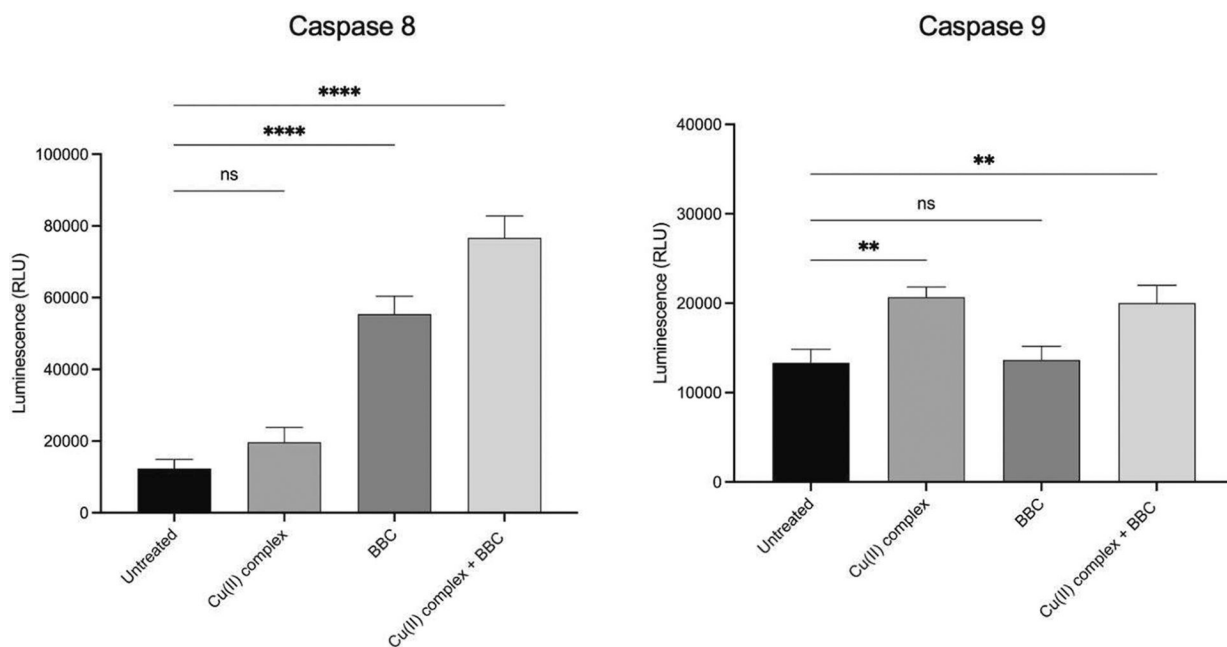 Caspase 8
****
****
ns
100000
80000
60000
40000
20000
0
Luminescence (RLU)
Untreated
Cu(II) complex
BBC
Cu(II) complex + BBC
Caspase 9
**
ns
**
40000
30000
20000
10000
0
Luminescence (RLU)
Untreated
Cu(II) complex
BBC
Cu(II) complex + BBC